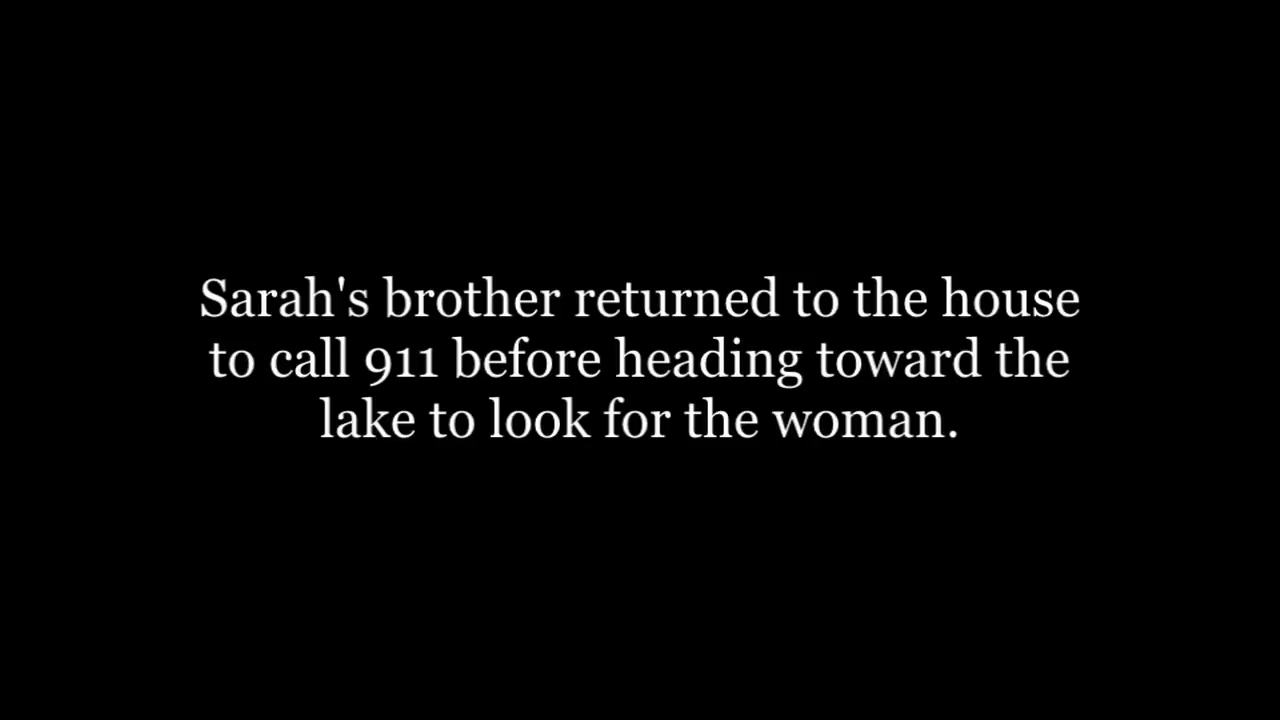 Sarah's brother returned to the house
to call 911 before heading toward the
lake to look for the woman.